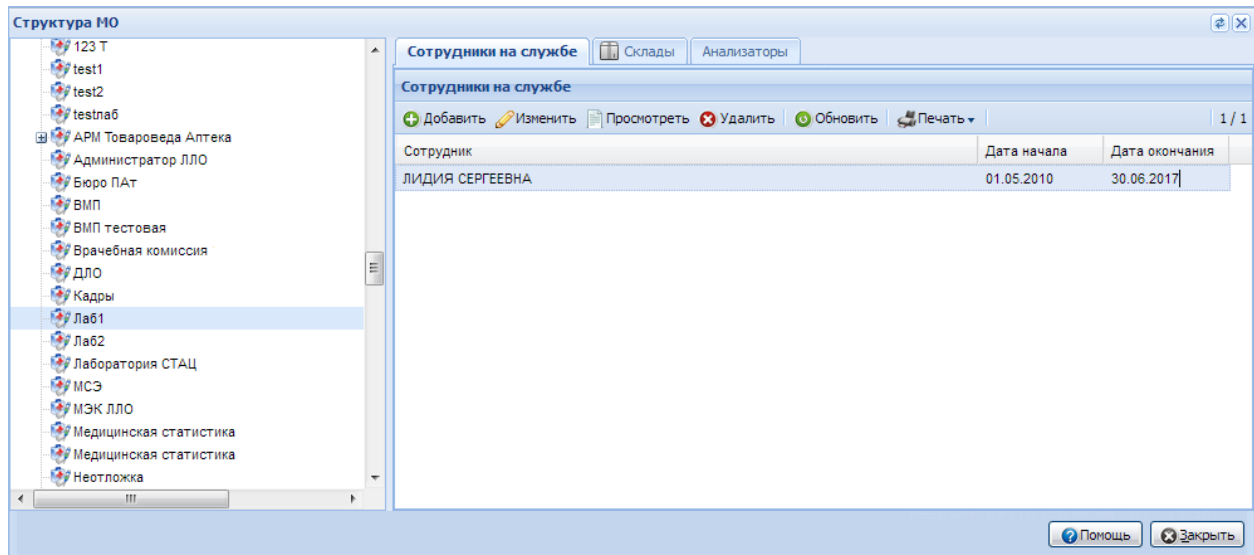 Структура МО
123 Т
test1
test2
testnaб
АРМ Товароведа Аптека
Администратор ЛЛО
Бюро ПАт
ВМП
ВМП тестовая
Врачебная комиссия
ДЛО
Кадры
Лаб1
Лаб2
Лаборатория СТАЦ
МСЭ
МЭК ЛЛО
Медицинская статистика
Медицинская статистика
Неотложка
Сотрудники на службе Склады Анализаторы
Сотрудники на службе
Добавить Изменить Просмотреть Удалить Обновить Печать 1 / 1
Сотрудник Дата начала Дата окончания
ЛИДИЯ СЕРГЕЕВНА 01.05.2010 30.06.2017
Помощь Закрыть